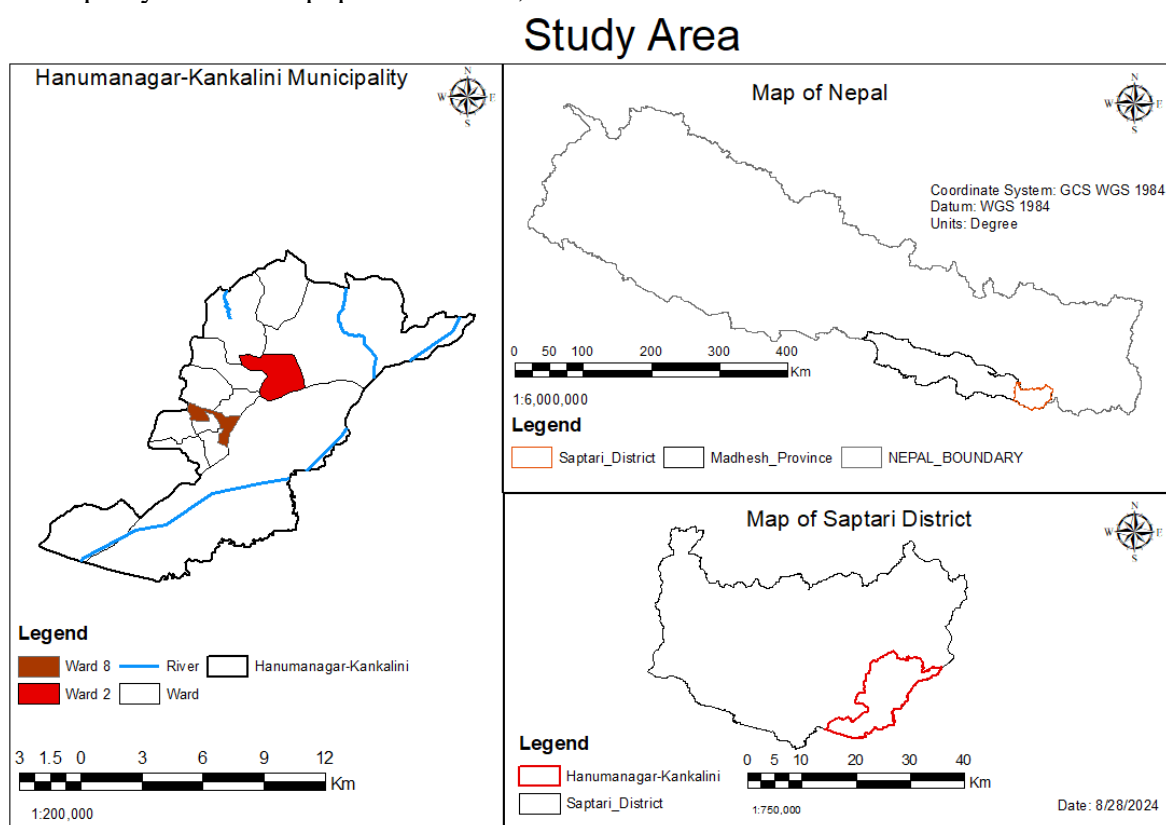 Study Area
Hanumanagar-Kankalini Municipality
N
W E
S
Legend
Ward 8 River Hanumanagar-Kankalini
Ward 2 Ward
3 1.5 0 3 6 9 12
Km
1:200,000
Map of Nepal
N
W E
S
Coordinate System: GCS WGS 1984
Datum: WGS 1984
Units: Degree
0 50 100 200 300 400
Km
1:6,000,000
Legend
Saptari_District Madhesh_Province NEPAL_BOUNDARY
Map of Saptari District
N
W E
S
Legend
Hanumanagar-Kankalini
Saptari_District
0 5 10 20 30 40
Km
1:750,000
Date: 8/28/2024